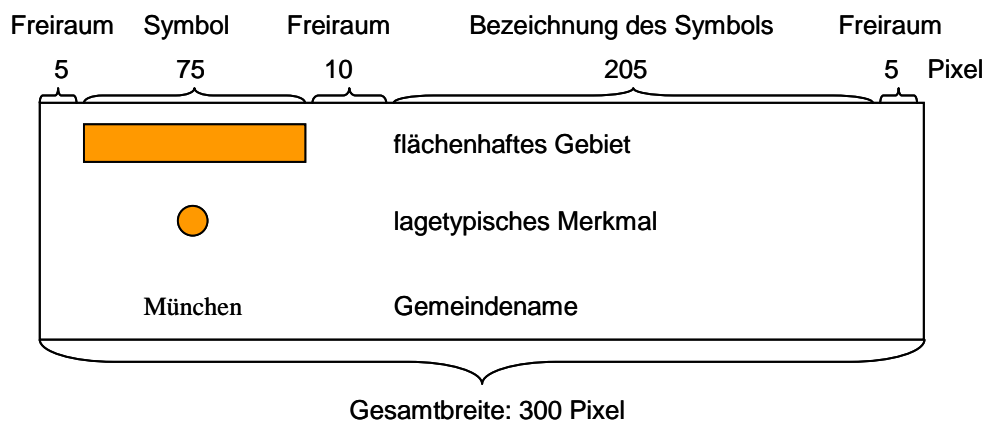 Freiraum Symbol Freiraum Bezeichnung des Symbols Freiraum
5 75 10 205 5 Pixel
flächenhaftes Gebiet
lagetypisches Merkmal
München Gemeindename
Gesamtbreite: 300 Pixel